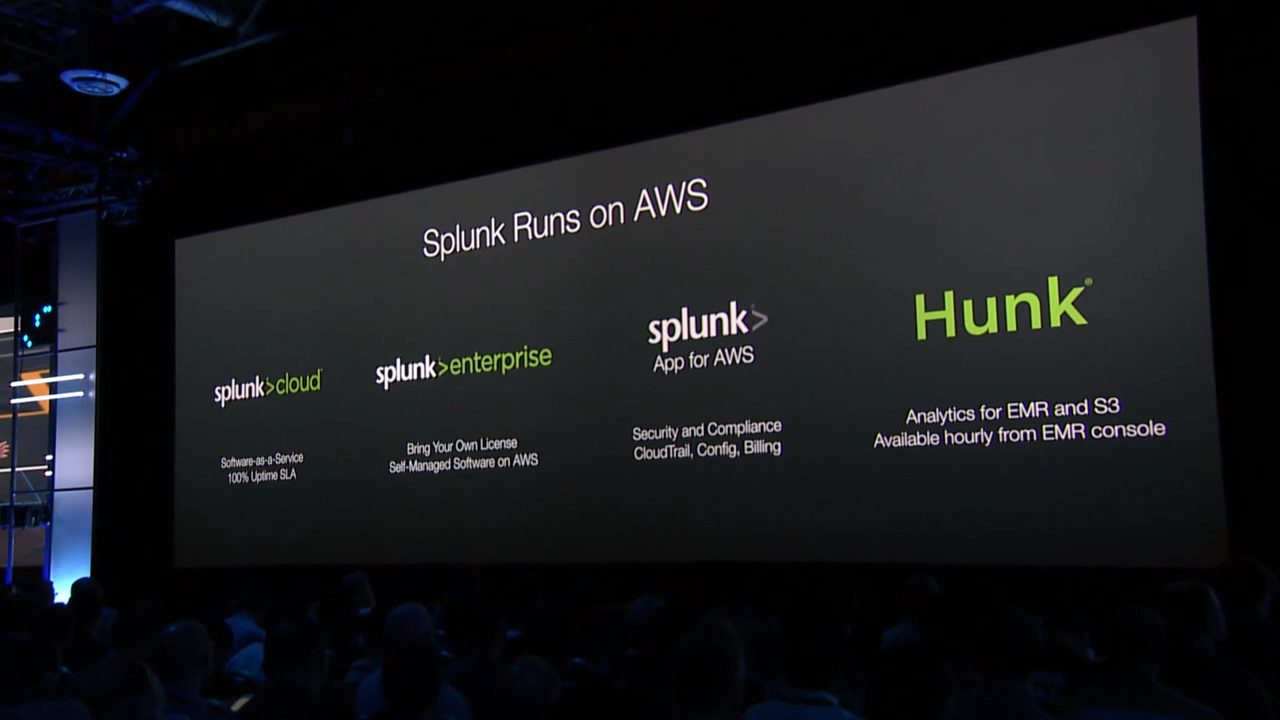 Splunk Runs on AWS
splunk>cloud
Software-as-a-Service
100% Uptime SLA
splunk>enterprise
Bring Your Own License
Self-Managed Software on AWS
splunk>
App for AWS
Security and Compliance
CloudTrail, Config, Billing
Hunk®
Analytics for EMR and S3
Available hourly from EMR console